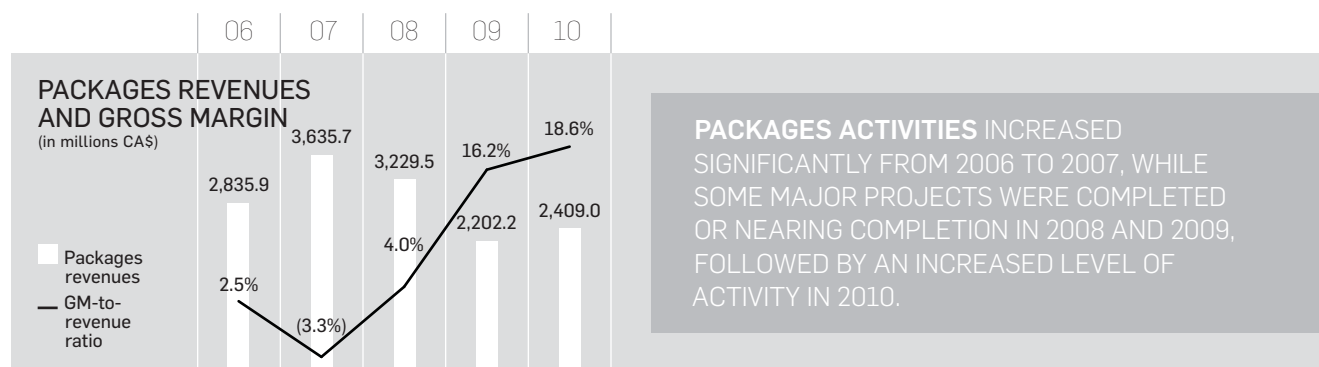 06 07 08 09 10
PACKAGES REVENUES
AND GROSS MARGIN
(in millions CA$)
3,635.7
3,229.5
2,835.9
16.2%
18.6%
2,202.2
2,409.0
4.0%
2.5%
(3.3%)
Packages
revenues
GM-to-
revenue
ratio
PACKAGES ACTIVITIES INCREASED
SIGNIFICANTLY FROM 2006 TO 2007, WHILE
SOME MAJOR PROJECTS WERE COMPLETED
OR NEARING COMPLETION IN 2008 AND 2009,
FOLLOWED BY AN INCREASED LEVEL OF
ACTIVITY IN 2010.